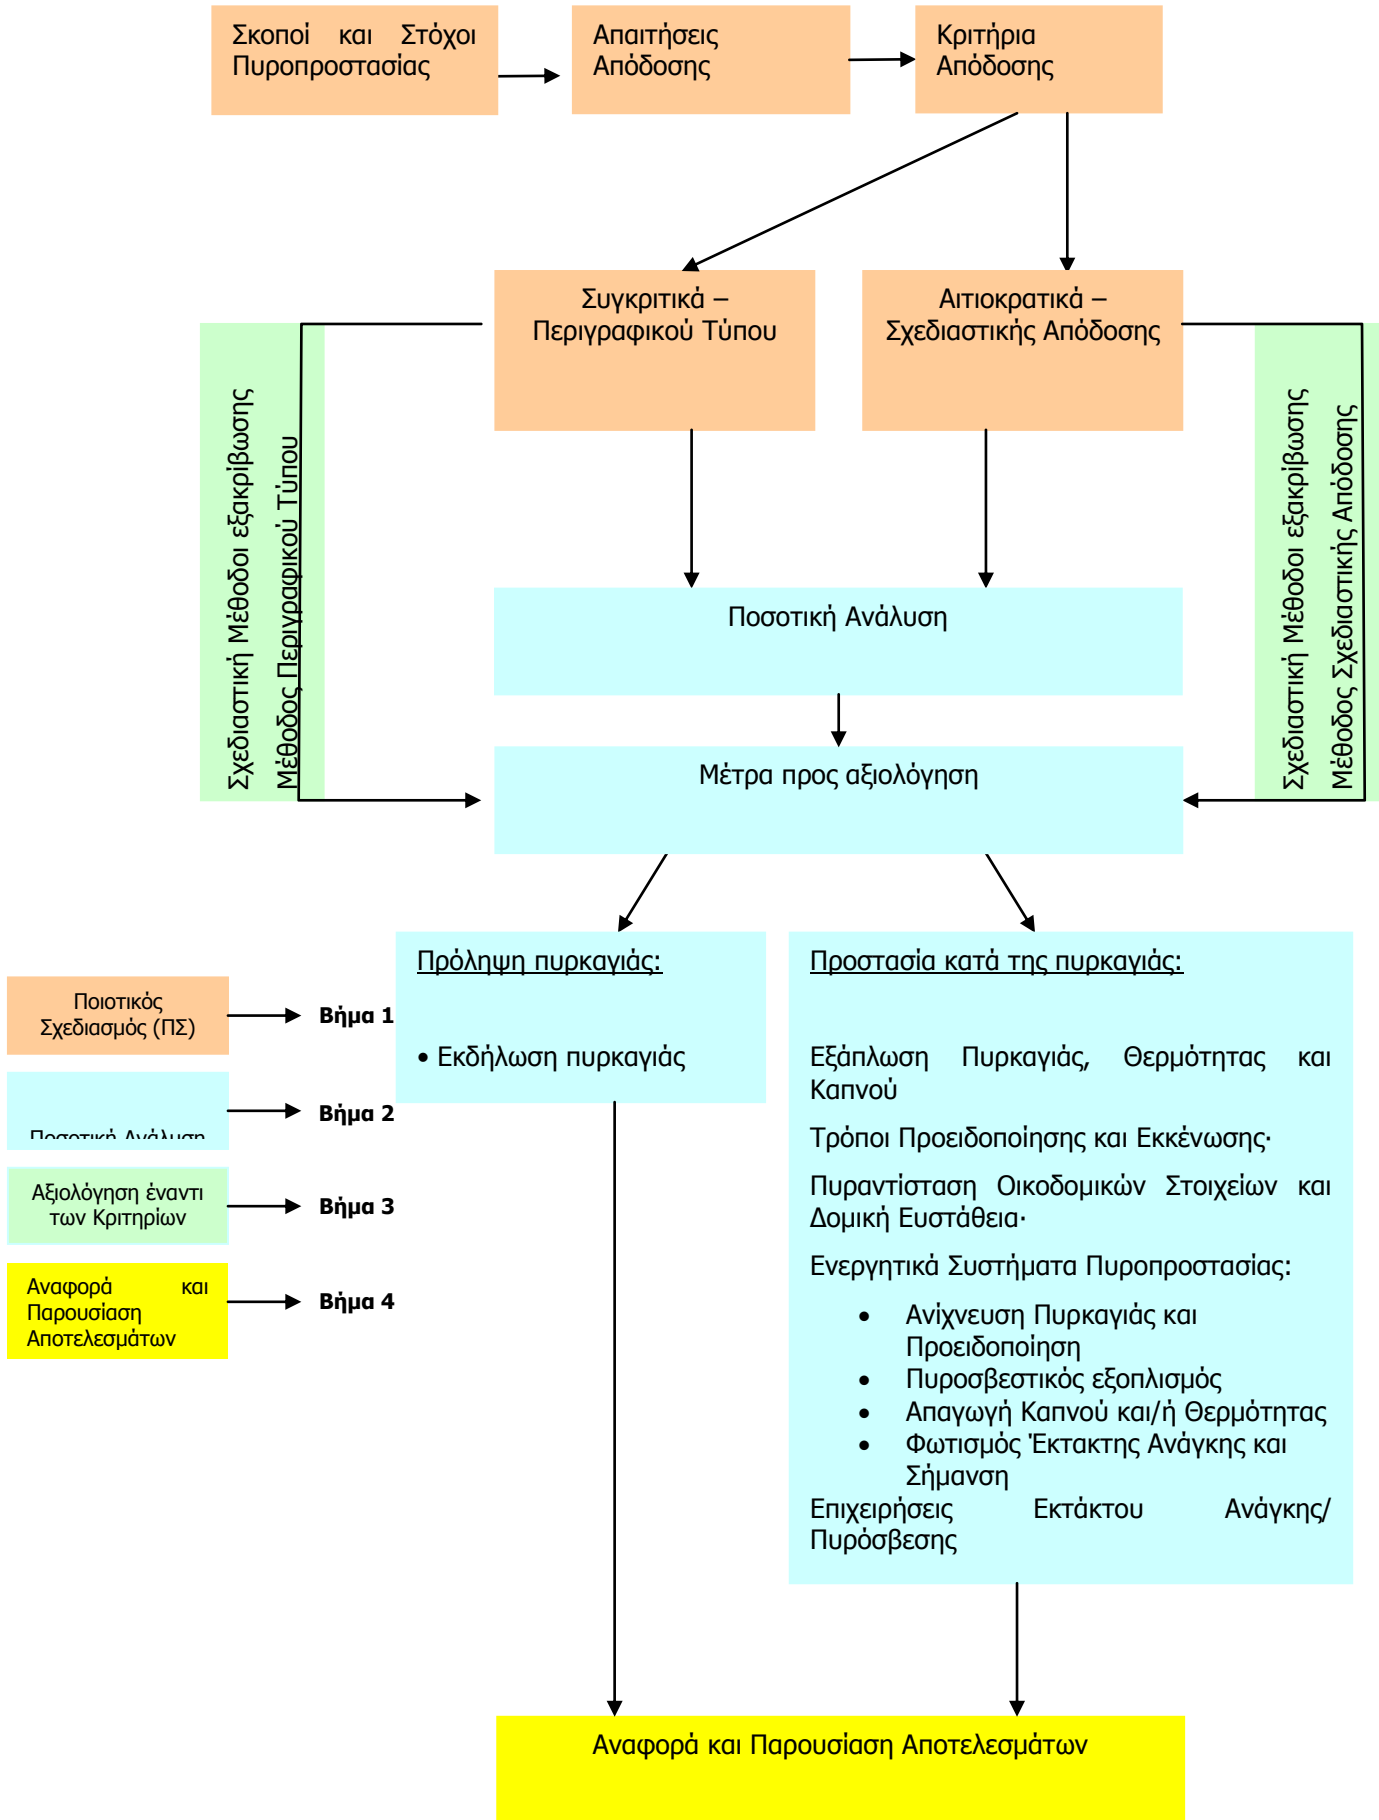 Σκοποί και Στόχοι
Πυροπροστασίας
Απαιτήσεις
Απόδοσης
Κριτήρια
Απόδοσης
Συγκριτικά –
Περιγραφικού Τύπου
Αιτιοκρατικά –
Σχεδιαστικής Απόδοσης
Σχεδιαστική Μέθοδοι εξακρίβωσης
Μέθοδος Περιγραφικού Τύπου
Σχεδιαστική Μέθοδοι εξακρίβωσης
Μέθοδος Σχεδιαστικής Απόδοσης
Ποσοτική Ανάλυση
Μέτρα προς αξιολόγηση
Πρόληψη πυρκαγιάς:
• Εκδήλωση πυρκαγιάς
Προστασία κατά της πυρκαγιάς:
Εξάπλωση Πυρκαγιάς, Θερμότητας και
Καπνού
Τρόποι Προειδοποίησης και Εκκένωσης·
Πυραντίσταση Οικοδομικών Στοιχείων και
Δομική Ευστάθεια·
Ενεργητικά Συστήματα Πυροπροστασίας:
• Ανίχνευση Πυρκαγιάς και
Προειδοποίηση
• Πυροσβεστικός εξοπλισμός
• Απαγωγή Καπνού και/ή Θερμότητας
• Φωτισμός Έκτακτης Ανάγκης και
Σήμανση
Επιχειρήσεις Εκτάκτου Ανάγκης/
Πυρόσβεσης
Ποιοτικός
Σχεδιασμός (ΠΣ)
Βήμα 1
Ποσοτική Ανάλυση
Βήμα 2
Αξιολόγηση έναντι
των Κριτηρίων
Βήμα 3
Αναφορά και
Παρουσίαση
Αποτελεσμάτων
Βήμα 4
Αναφορά και Παρουσίαση Αποτελεσμάτων